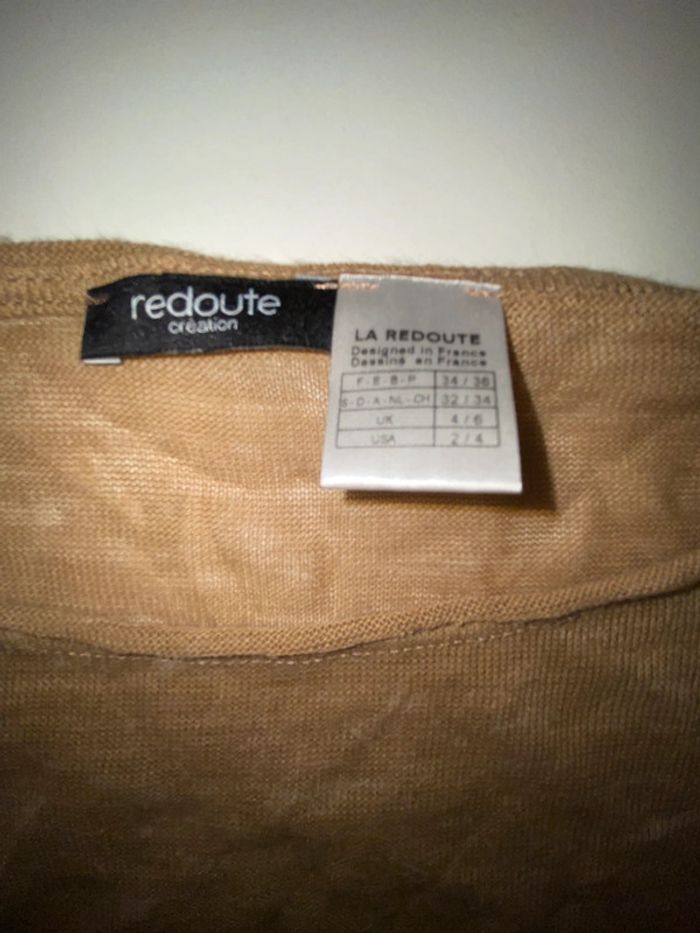 redoute
création
LA REDOUTE
Designed in France
Dessiné en France
F-E-B-P 34 / 36
S-D-A-NL-CH 32 / 34
UK 4 / 6
USA 2 / 4